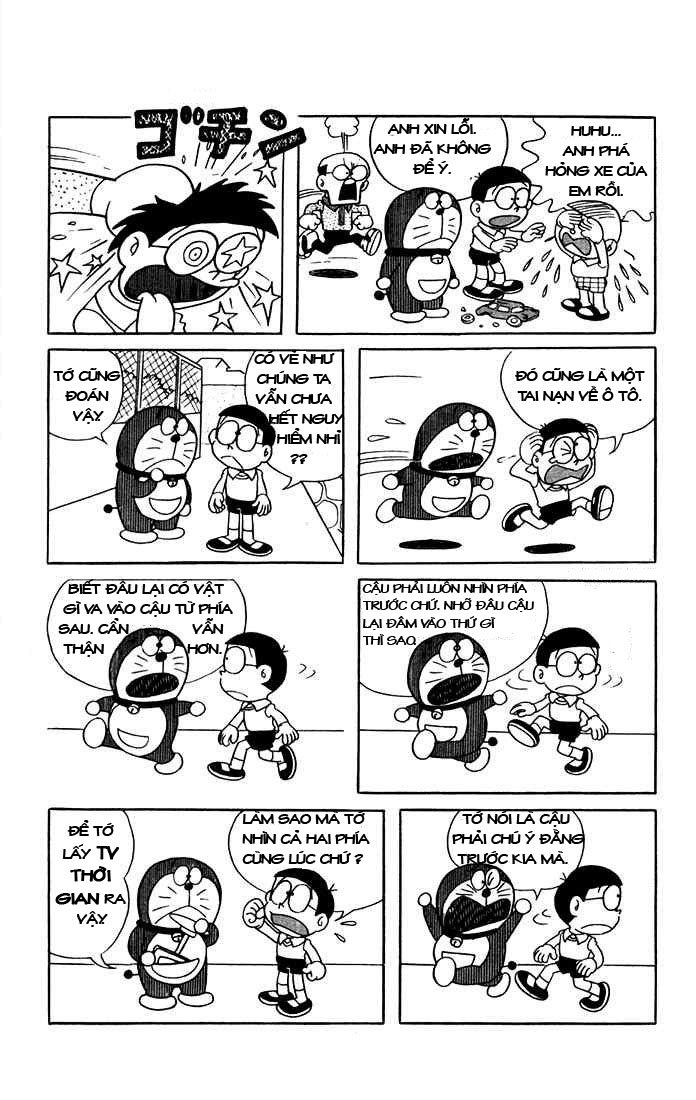 HUHU...
ANH PHÁ
HỎNG XE CỦA
EM RỒI.
ANH XIN LỖI.
ANH ĐÃ KHÔNG
ĐỂ Ý.
ゴチン
ĐÓ CŨNG LÀ MỘT
TAI NẠN VỀ Ô TÔ.
CÓ VẺ NHƯ
CHÚNG TA
VẪN CHƯA
HẾT NGUY
HIỂM NHỈ
??
TỚ CŨNG
ĐOÁN
VẬY.
CẬU PHẢI LUÔN NHÌN PHÍA
TRƯỚC CHỨ. NHỠ ĐÂU CẬU
LẠI ĐÂM VÀO THỨ GÌ
THÌ SAO.
BIẾT ĐÂU LẠI CÓ VẬT
GÌ VA VÀO CẬU TỪ PHÍA
SAU. CẨN VẪN
THẬN HƠN.
TỚ NÓI LÀ CẬU
PHẢI CHÚ Ý ĐẰNG
TRƯỚC KIA MÀ.
LÀM SAO MÀ TỚ
NHÌN CẢ HAI PHÍA
CÙNG LÚC CHỨ ?
ĐỂ TỚ
LẤY TV
THỜI
GIAN RA
VẬY.